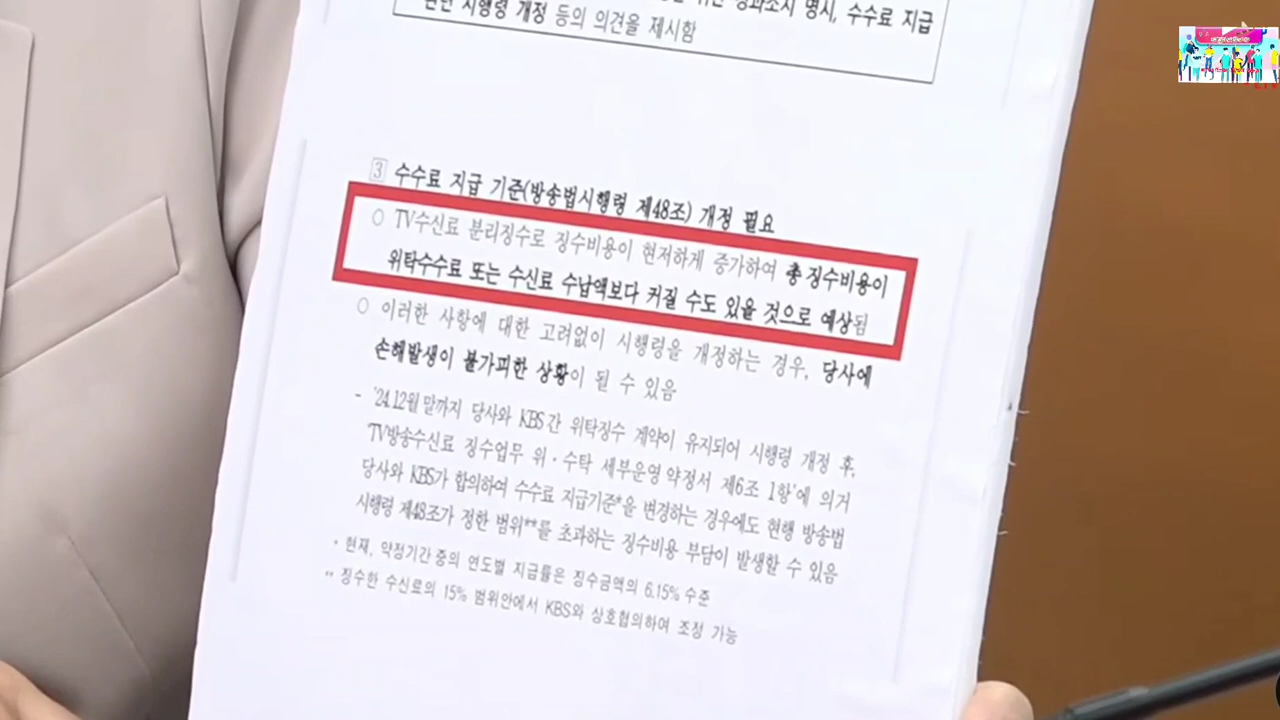 시행령 개정 등의 의견을 제시함
명시, 수수료 지급
3 수수료 지급 기준(방송법시행령 제48조) 개정 필요
○ TV수신료 분리징수로 징수비용이 현저하게 증가하여 총 징수비용이
위탁수수료 또는 수신료 수납액보다 커질 수도 있을 것으로 예상됨
○ 이러한 사항에 대한 고려없이 시행령을 개정하는 경우, 당사에
손해발생이 불가피한 상황이 될 수 있음
- '24.12월 말까지 당사와 KBS간 위탁징수 계약이 유지되어 시행령 개정 후,
'TV방송수신료 징수업무 위·수탁 세부운영 약정서 제6조 1항'에 의거
당사와 KBS가 합의하여 수수료 지급기준*을 변경하는 경우에도 현행 방송법
시행령 제48조가 정한 범위**를 초과하는 징수비용 부담이 발생할 수 있음
* 현재, 약정기간 중의 연도별 지급률은 징수금액의 6.15% 수준
** 징수한 수신료의 15% 범위안에서 KBS와 상호협의하여 조정 가능